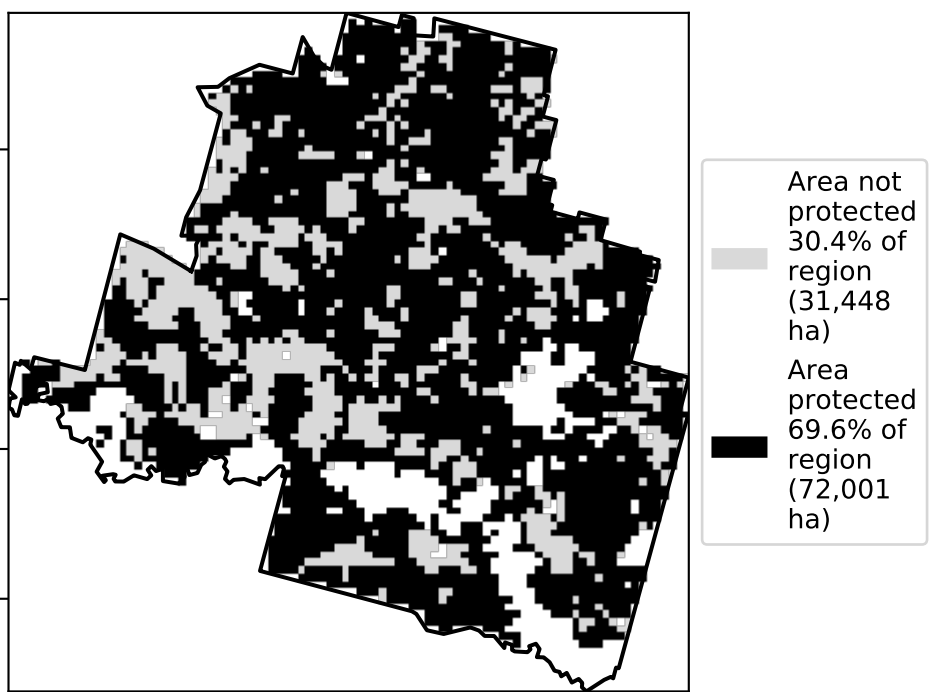 Area not
protected
30.4% of
region
(31,448
ha)
Area
protected
69.6% of
region
(72,001
ha)